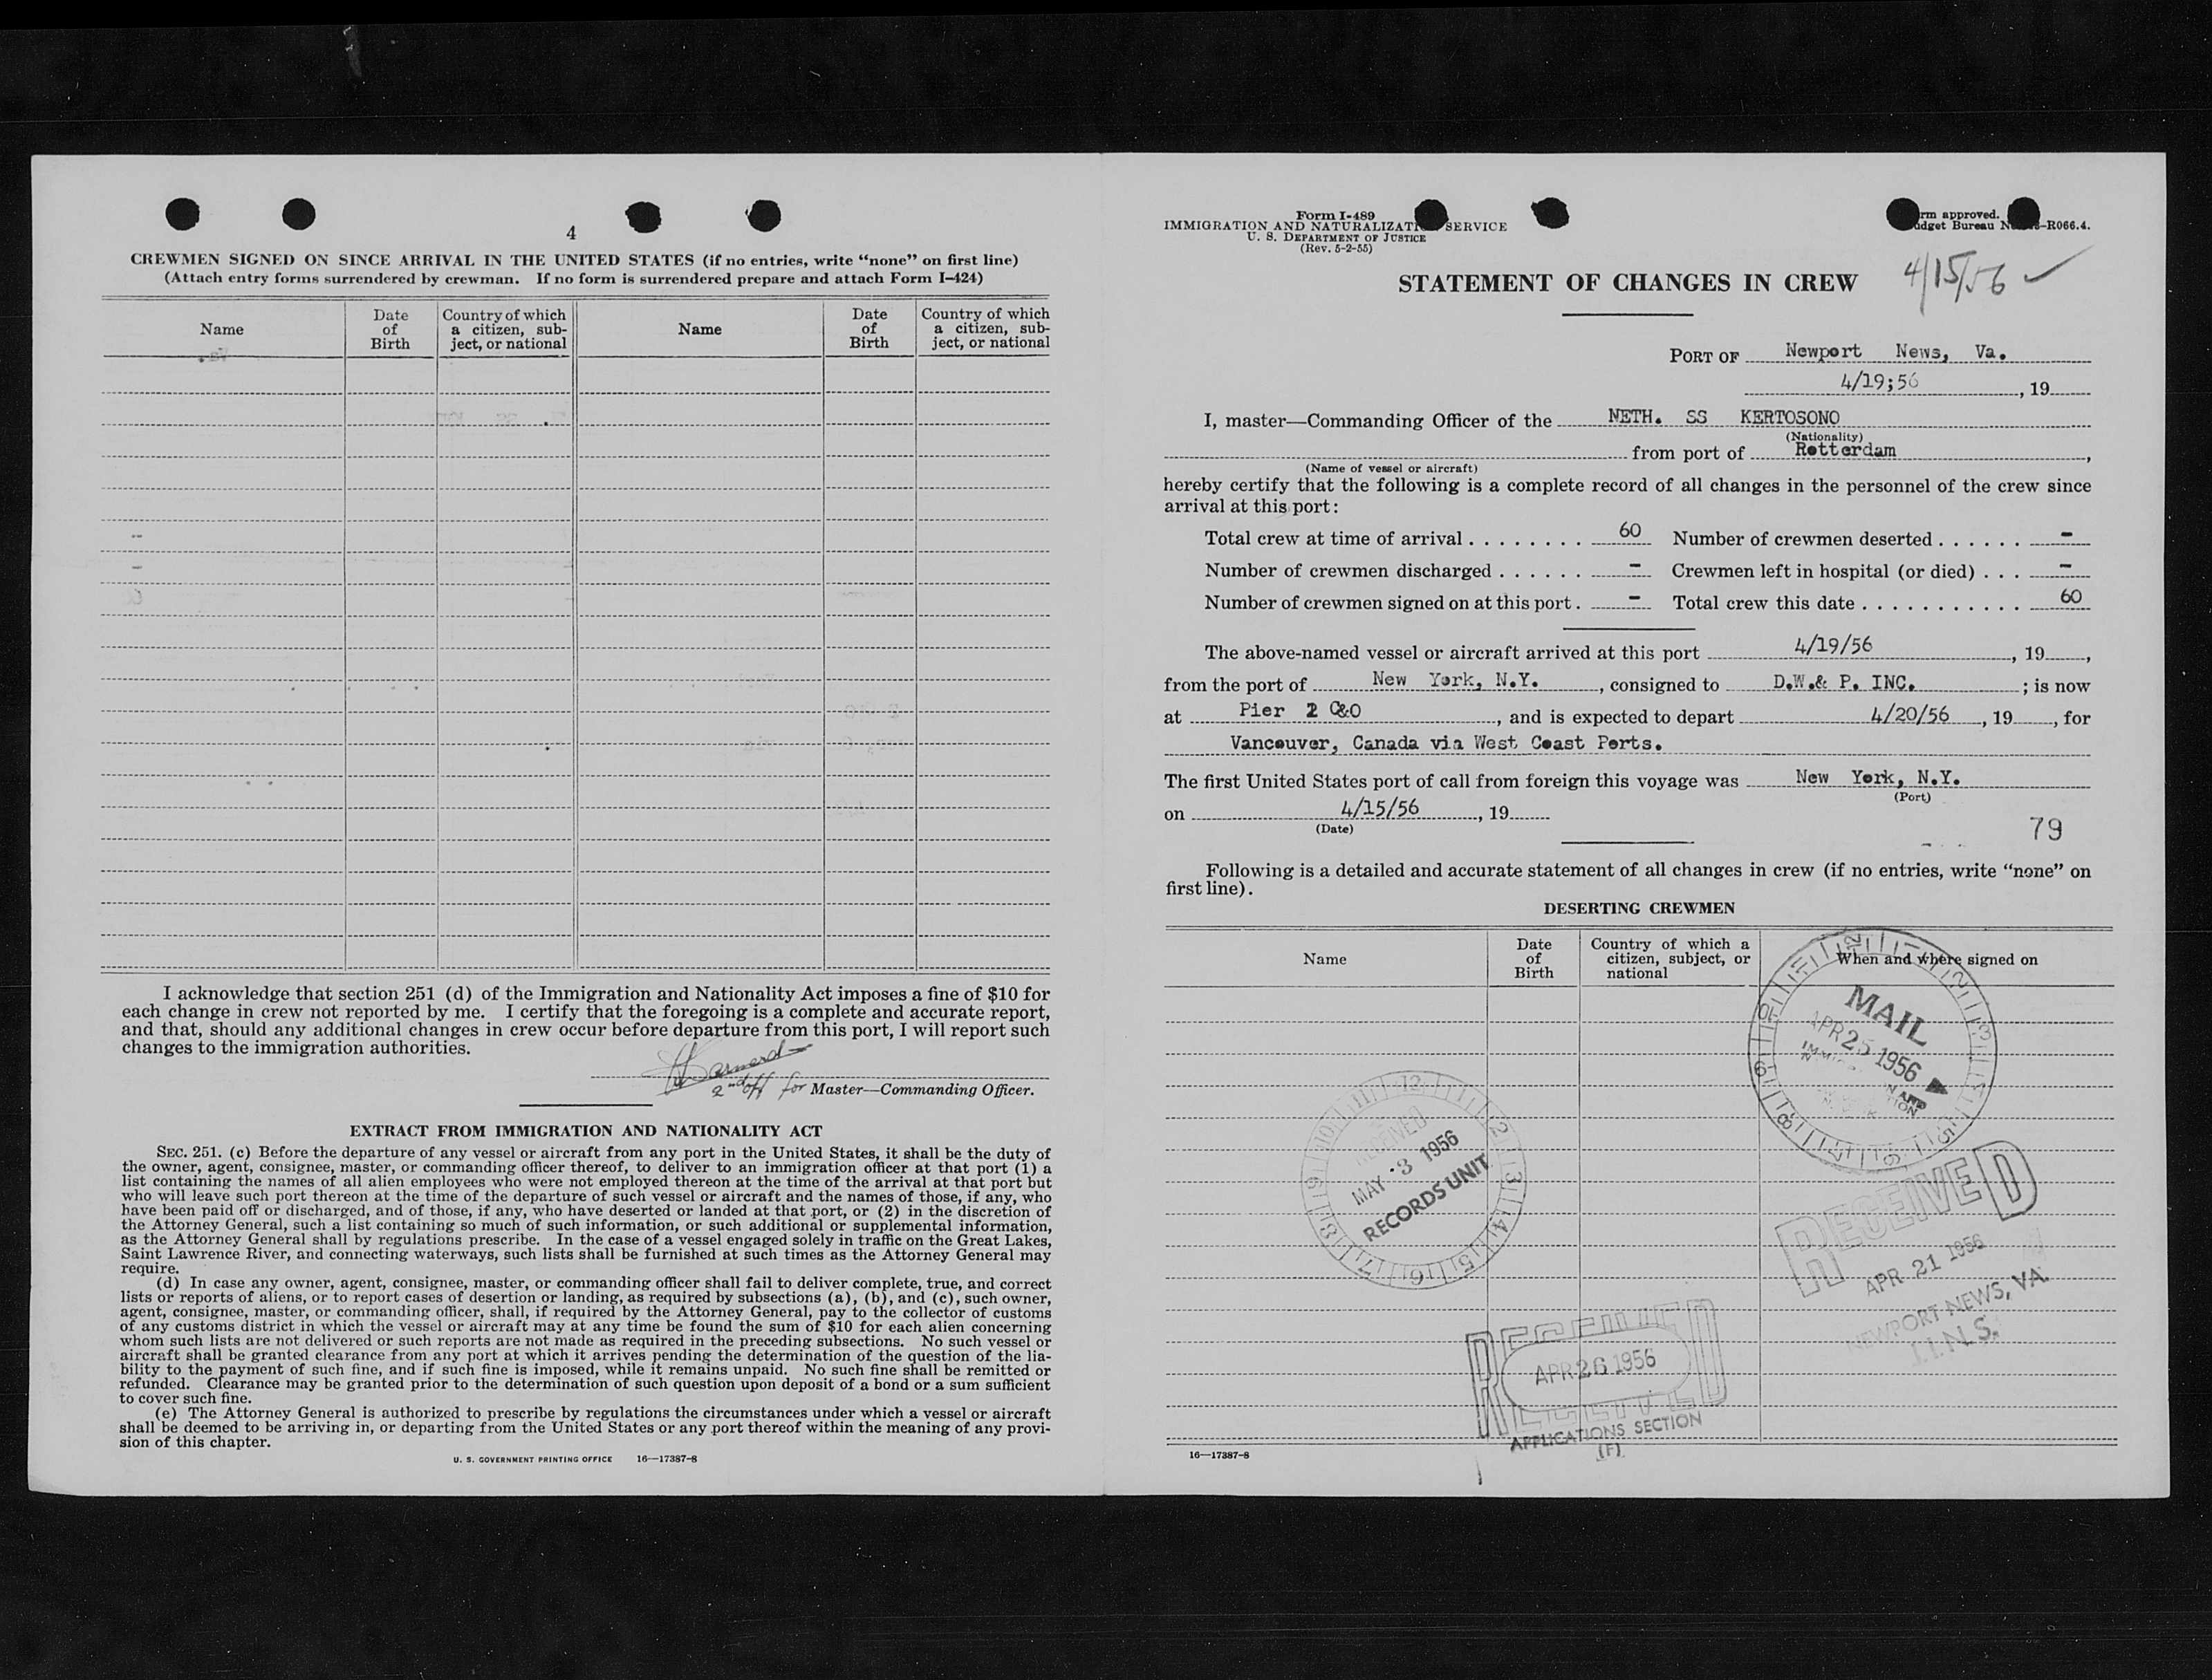 4
CREWMEN SIGNED ON SINCE ARRIVAL IN THE UNITED STATES (if no entries, write “none” on first line)
(Attach entry forms surrendered by crewman. If no form is surrendered prepare and attach Form I–424)
Name
Date of Birth
Country of which a citizen, subject, or national
Name
Date of Birth
Country of which a citizen, subject, or national
I acknowledge that section 251 (d) of the Immigration and Nationality Act imposes a fine of $10 for
each change in crew not reported by me. I certify that the foregoing is a complete and accurate report,
and that, should any additional changes in crew occur before departure from this port, I will report such
changes to the immigration authorities.
2nd off for Master—Commanding Officer.
EXTRACT FROM IMMIGRATION AND NATIONALITY ACT
SEC. 251. (c) Before the departure of any vessel or aircraft from any port in the United States, it shall be the duty of
the owner, agent, consignee, master, or commanding officer thereof, to deliver to an immigration officer at that port (1) a
list containing the names of all alien employees who were not employed thereon at the time of the arrival at that port but
who will leave such port thereon at the time of the departure of such vessel or aircraft and the names of those, if any, who
have been paid off or discharged, and of those, if any, who have deserted or landed at that port, or (2) in the discretion of
the Attorney General, such a list containing so much of such information, or such additional or supplemental information,
as the Attorney General shall by regulations prescribe. In the case of a vessel engaged solely in traffic on the Great Lakes,
Saint Lawrence River, and connecting waterways, such lists shall be furnished at such times as the Attorney General may
require.
(d) In case any owner, agent, consignee, master, or commanding officer shall fail to deliver complete, true, and correct
lists or reports of aliens, or to report cases of desertion or landing, as required by subsections (a), (b), and (c), such owner,
agent, consignee, master, or commanding officer, shall, if required by the Attorney General, pay to the collector of customs
of any customs district in which the vessel or aircraft may at any time be found the sum of $10 for each alien concerning
whom such lists are not delivered or such reports are not made as required in the preceding subsections. No such vessel or
aircraft shall be granted clearance from any port at which it arrives pending the determination of the question of the lia-
bility to the payment of such fine, and if such fine is imposed, while it remains unpaid. No such fine shall be remitted or
refunded. Clearance may be granted prior to the determination of such question upon deposit of a bond or a sum sufficient
to cover such fine.
(e) The Attorney General is authorized to prescribe by regulations the circumstances under which a vessel or aircraft
shall be deemed to be arriving in, or departing from the United States or any port thereof within the meaning of any provi-
sion of this chapter.
U. S. GOVERNMENT PRINTING OFFICE 16—17387-8
Form I-489
IMMIGRATION AND NATURALIZATI SERVICE
U. S. DEPARTMENT OF JUSTICE
(Rev. 5-2-55)
rm approved.
udget Bureau N -R066.4.
STATEMENT OF CHANGES IN CREW
4/15/56 ✓
PORT OF Newport News, Va.
4/19;56, 19
I, master—Commanding Officer of the NETH. SS KERTOSONO
(Nationality)
from port of Rotterdam,
(Name of vessel or aircraft)
hereby certify that the following is a complete record of all changes in the personnel of the crew since
arrival at this port:
Total crew at time of arrival 60 Number of crewmen deserted -
Number of crewmen discharged - Crewmen left in hospital (or died) -
Number of crewmen signed on at this port. - Total crew this date 60
The above-named vessel or aircraft arrived at this port 4/19/56, 19,
from the port of New York, N.Y., consigned to D.W.& P. INC.; is now
at Pier 2 C&O, and is expected to depart 4/20/56, 19, for
Vancouver, Canada via West Coast Ports.
The first United States port of call from foreign this voyage was New York, N.Y.
(Port)
on 4/15/56, 19
(Date)
79
Following is a detailed and accurate statement of all changes in crew (if no entries, write “none” on
first line).
DESERTING CREWMEN
Name
Date of Birth
Country of which a citizen, subject, or national
When and where signed on
MAIL
APR 25 1956
RECEIVED
MAY -3 1956
RECORDS UNIT
RECEIVED
APR 21 1956
NEWPORT NEWS, VA.
RECEIVED
APR 26 1956
APPLICATIONS SECTION
(F)
16—17387-8